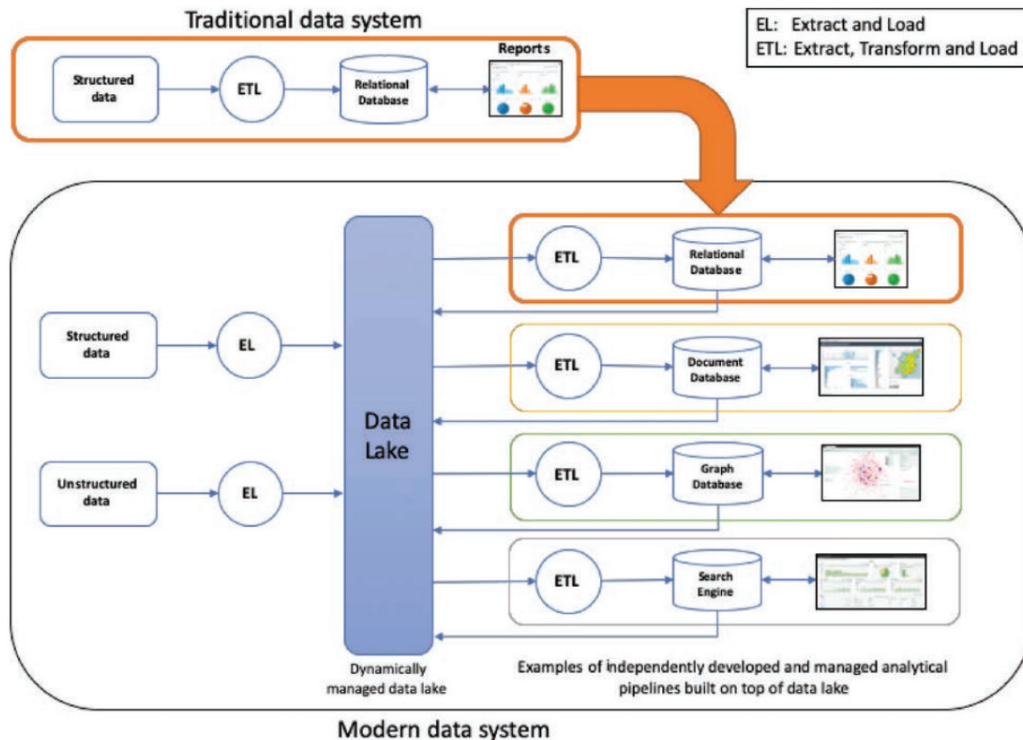 Traditional data system
EL: Extract and Load
ETL: Extract, Transform and Load
Reports
Structured
data
ETL
Relational
Database
ETL
Relational
Database
Structured
data
EL
ETL
Document
Database
Data
Lake
Unstructured
data
EL
ETL
Graph
Database
ETL
Search
Engine
Dynamically
managed data lake
Examples of independently developed and managed analytical
pipelines built on top of data lake
Modern data system